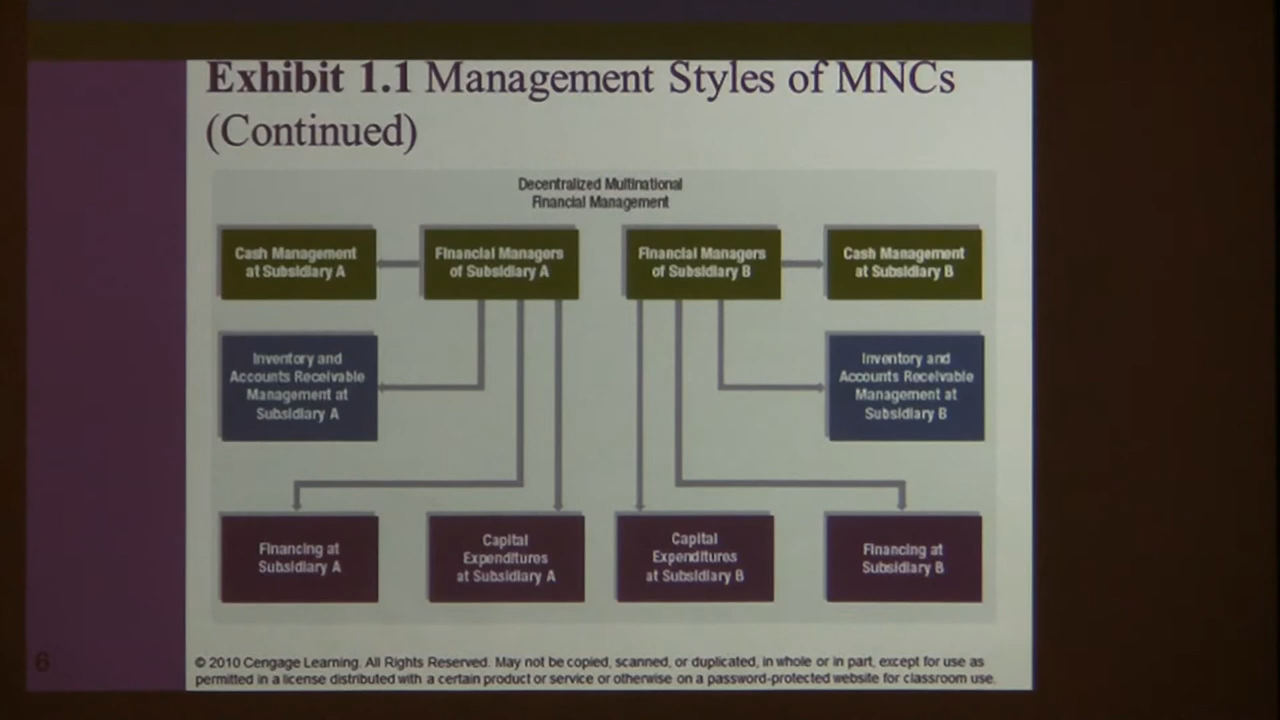 Exhibit 1.1 Management Styles of MNCs
(Continued)
Decentralized Multinational
Financial Management
Cash Management
at Subsidiary A
Financial Managers
of Subsidiary A
Financial Managers
of Subsidiary B
Cash Management
at Subsidiary B
Inventory and
Accounts Receivable
Management at
Subsidiary A
Inventory and
Accounts Receivable
Management at
Subsidiary B
Financing at
Subsidiary A
Capital
Expenditures
at Subsidiary A
Capital
Expenditures
at Subsidiary B
Financing at
Subsidiary B
6
© 2010 Cengage Learning. All Rights Reserved. May not be copied, scanned, or duplicated, in whole or in part, except for use as
permitted in a license distributed with a certain product or service or otherwise on a password-protected website for classroom use.